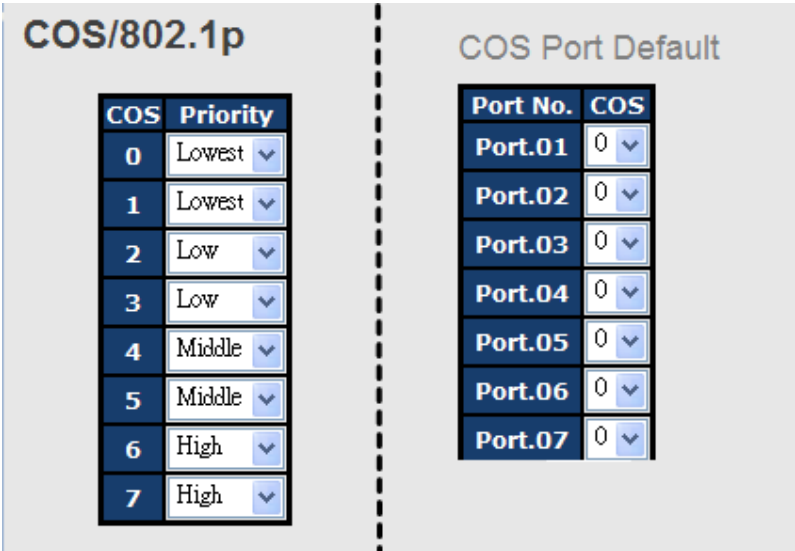 COS/802.1p
COS Priority
0 Lowest
1 Lowest
2 Low
3 Low
4 Middle
5 Middle
6 High
7 High
COS Port Default
Port No. COS
Port.01 0
Port.02 0
Port.03 0
Port.04 0
Port.05 0
Port.06 0
Port.07 0